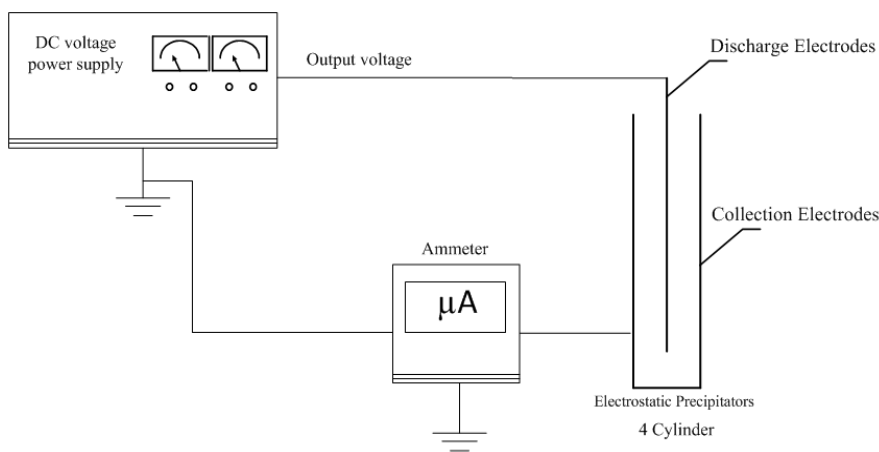 DC voltage
power supply
Output voltage
Discharge Electrodes
Collection Electrodes
Ammeter
μA
Electrostatic Precipitators
4 Cylinder